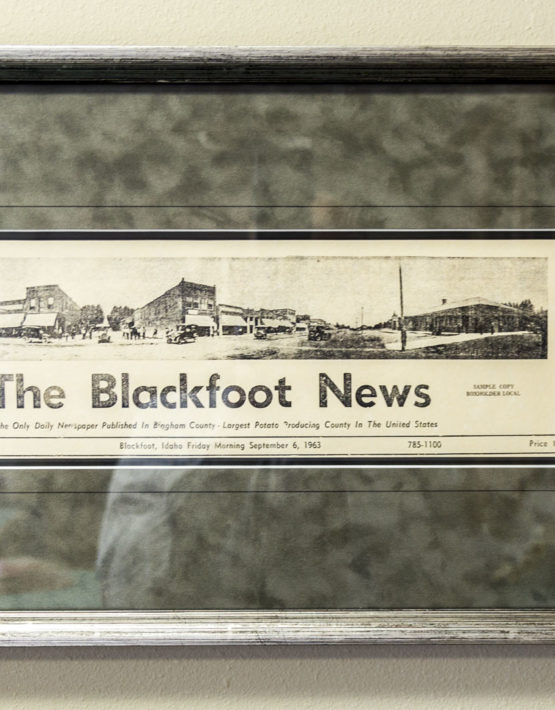 The Blackfoot News
SAMPLE COPY
BOXHOLDER LOCAL
he Only Daily Newspaper Published In Bingham County - Largest Potato Producing County In The United States
Blackfoot, Idaho Friday Morning September 6, 1963 785-1100 Price